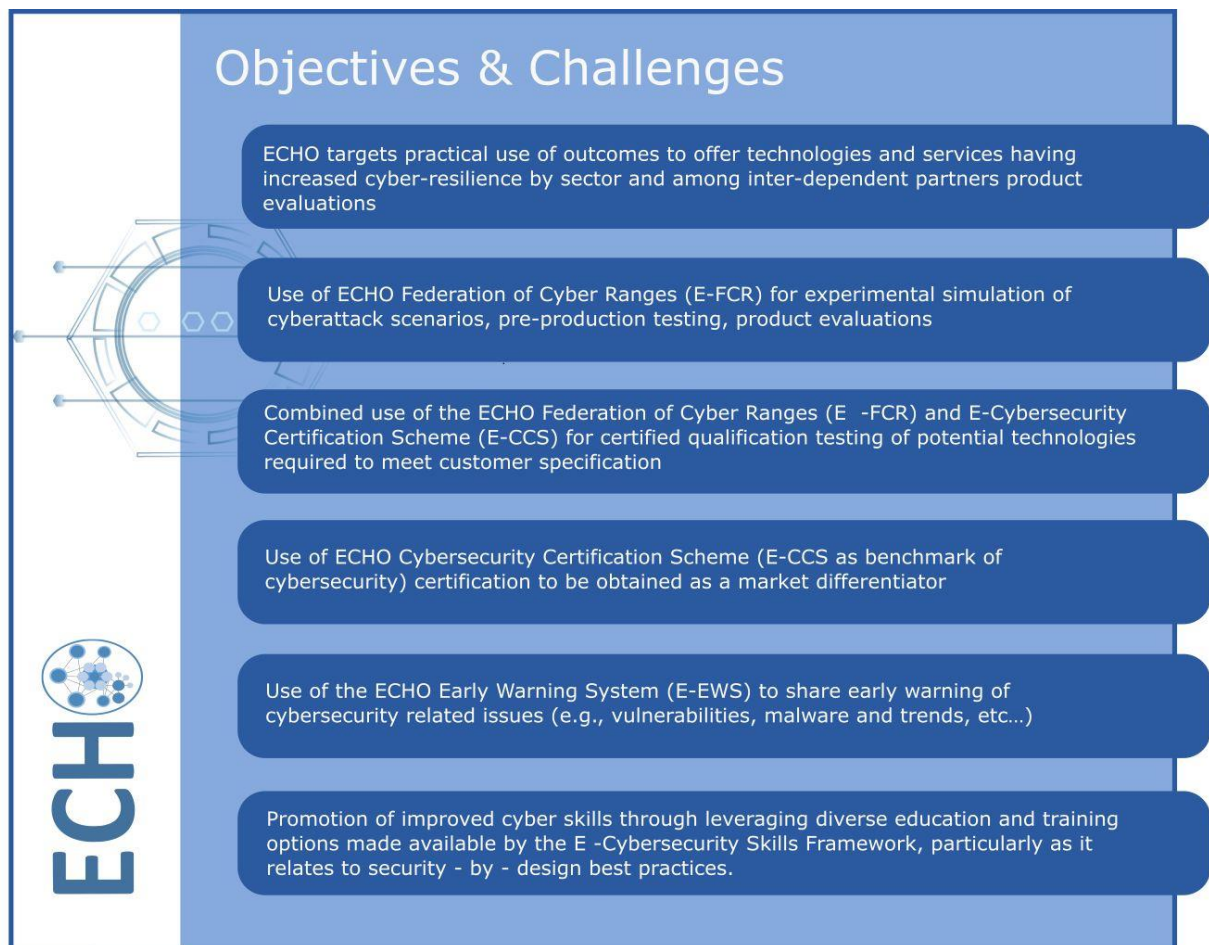 Objectives & Challenges
ECHO targets practical use of outcomes to offer technologies and services having
increased cyber-resilience by sector and among inter-dependent partners product
evaluations
Use of ECHO Federation of Cyber Ranges (E-FCR) for experimental simulation of
cyberattack scenarios, pre-production testing, product evaluations
Combined use of the ECHO Federation of Cyber Ranges (E  -FCR) and E-Cybersecurity
Certification Scheme (E-CCS) for certified qualification testing of potential technologies
required to meet customer specification
Use of ECHO Cybersecurity Certification Scheme (E-CCS as benchmark of
cybersecurity) certification to be obtained as a market differentiator
Use of the ECHO Early Warning System (E-EWS) to share early warning of
cybersecurity related issues (e.g., vulnerabilities, malware and trends, etc…)
Promotion of improved cyber skills through leveraging diverse education and training
options made available by the E -Cybersecurity Skills Framework, particularly as it
relates to security - by - design best practices.
ECHO